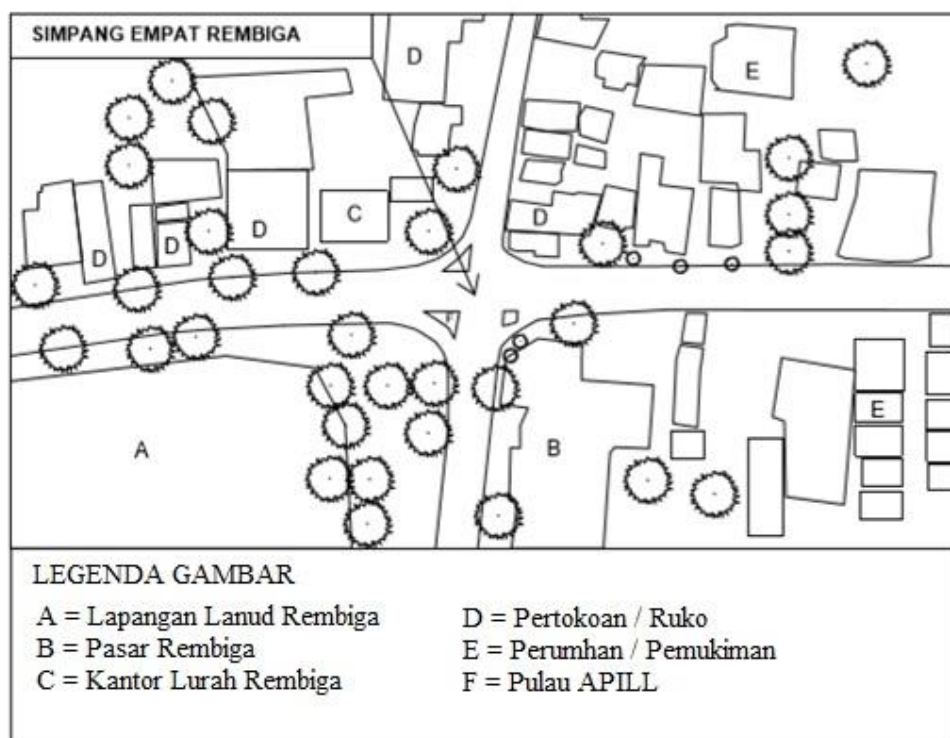 SIMPANG EMPAT REMBIGA
D
E
D
C
D
D
D
F
A
B
E
LEGENDA GAMBAR
A = Lapangan Lanud Rembiga
B = Pasar Rembiga
C = Kantor Lurah Rembiga
D = Pertokoan / Ruko
E = Perumhan / Pemukiman
F = Pulau APILL